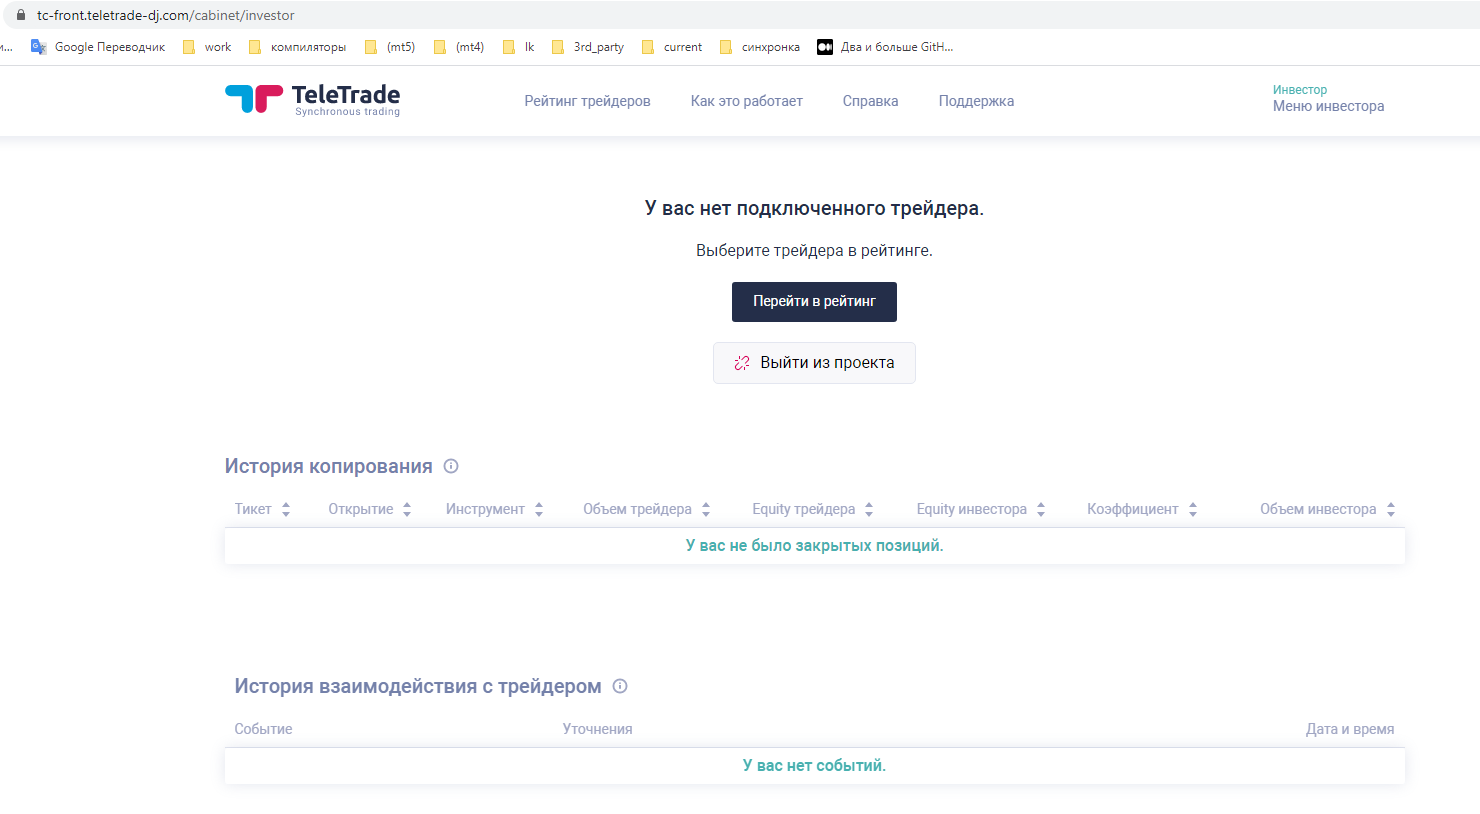 tc-front.teletrade-dj.com/cabinet/investor
Google Переводчик work компиляторы (mt5) (mt4) lk 3rd_party current синхронка Два и больше GitH...
TeleTrade
Synchronous trading
Рейтинг трейдеров Как это работает Справка Поддержка
Инвестор
Меню инвестора
У вас нет подключенного трейдера.
Выберите трейдера в рейтинге.
Перейти в рейтинг
Выйти из проекта
История копирования
Тикет Открытие Инструмент Объем трейдера Equity трейдера Equity инвестора Коэффициент Объем инвестора
У вас не было закрытых позиций.
История взаимодействия с трейдером
Событие Уточнения Дата и время
У вас нет событий.